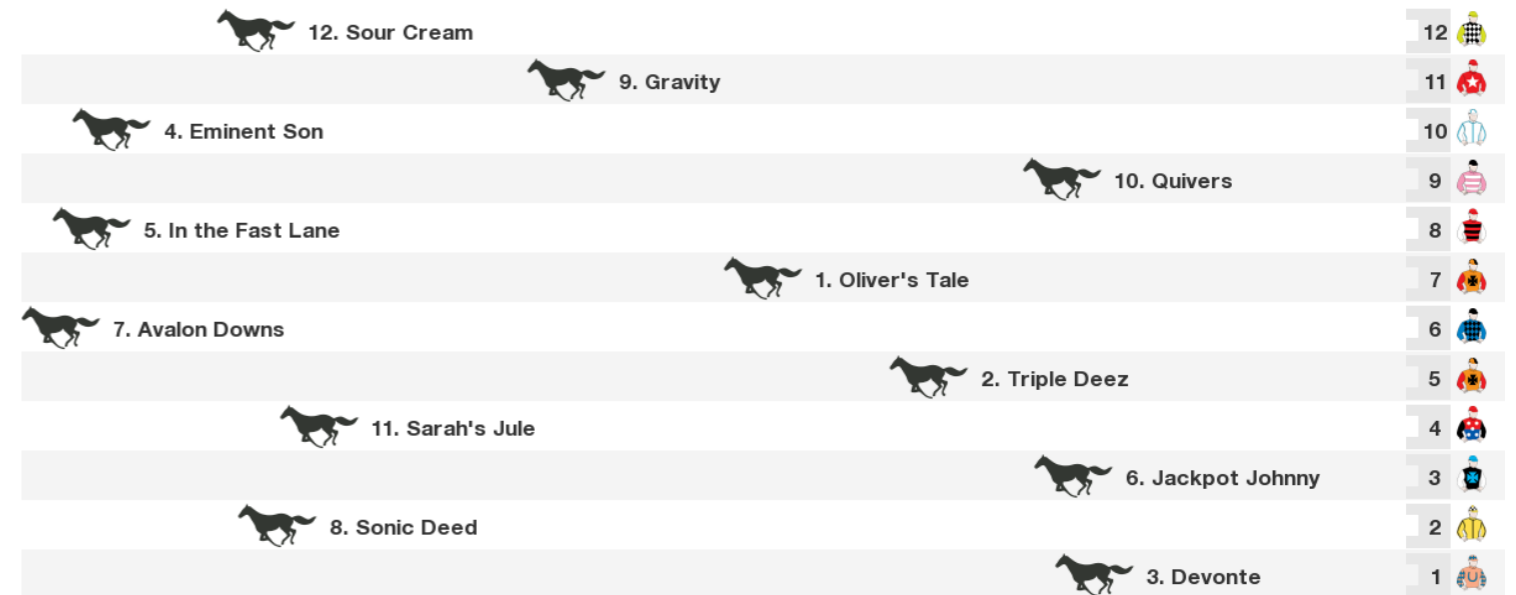 12. Sour Cream 12
9. Gravity 11
4. Eminent Son 10
10. Quivers 9
5. In the Fast Lane 8
1. Oliver's Tale 7
7. Avalon Downs 6
2. Triple Deez 5
11. Sarah's Jule 4
6. Jackpot Johnny 3
8. Sonic Deed 2
3. Devonte 1